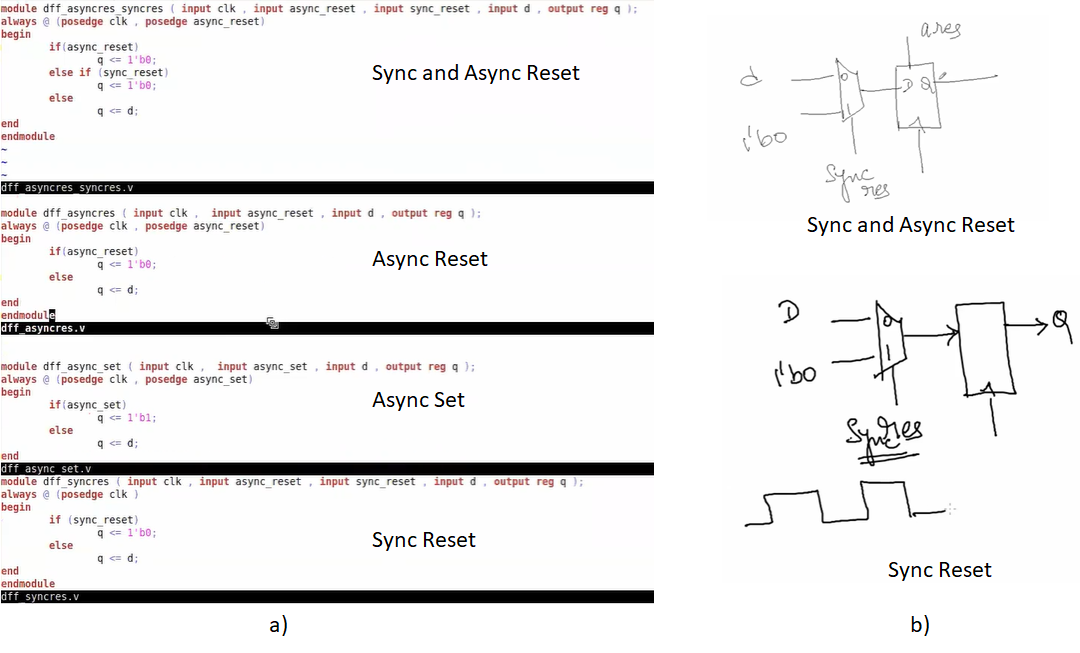 module dff_asyncres_syncres ( input clk , input async_reset , input sync_reset , input d , output reg q );
always @ (posedge clk , posedge async_reset)
begin
if(async_reset)
q <= 1'b0;
else if (sync_reset)
q <= 1'b0;
else
q <= d;
end
endmodule
~
~
~
dff_asyncres_syncres.v
Sync and Async Reset
module dff_asyncres ( input clk , input async_reset , input d , output reg q );
always @ (posedge clk , posedge async_reset)
begin
if(async_reset)
q <= 1'b0;
else
q <= d;
end
endmodule
dff_asyncres.v
Async Reset
module dff_async_set ( input clk , input async_set , input d , output reg q );
always @ (posedge clk , posedge async_set)
begin
if(async_set)
q <= 1'b1;
else
q <= d;
end
dff_async_set.v
Async Set
module dff_syncres ( input clk , input async_reset , input sync_reset , input d , output reg q );
always @ (posedge clk )
begin
if (sync_reset)
q <= 1'b0;
else
q <= d;
end
endmodule
dff_syncres.v
Sync Reset
a)
ares
d
0
D Q
1
1'b0
Sync
res
Sync and Async Reset
D
0
Q
1
1'b0
Sync res
Sync Reset
b)